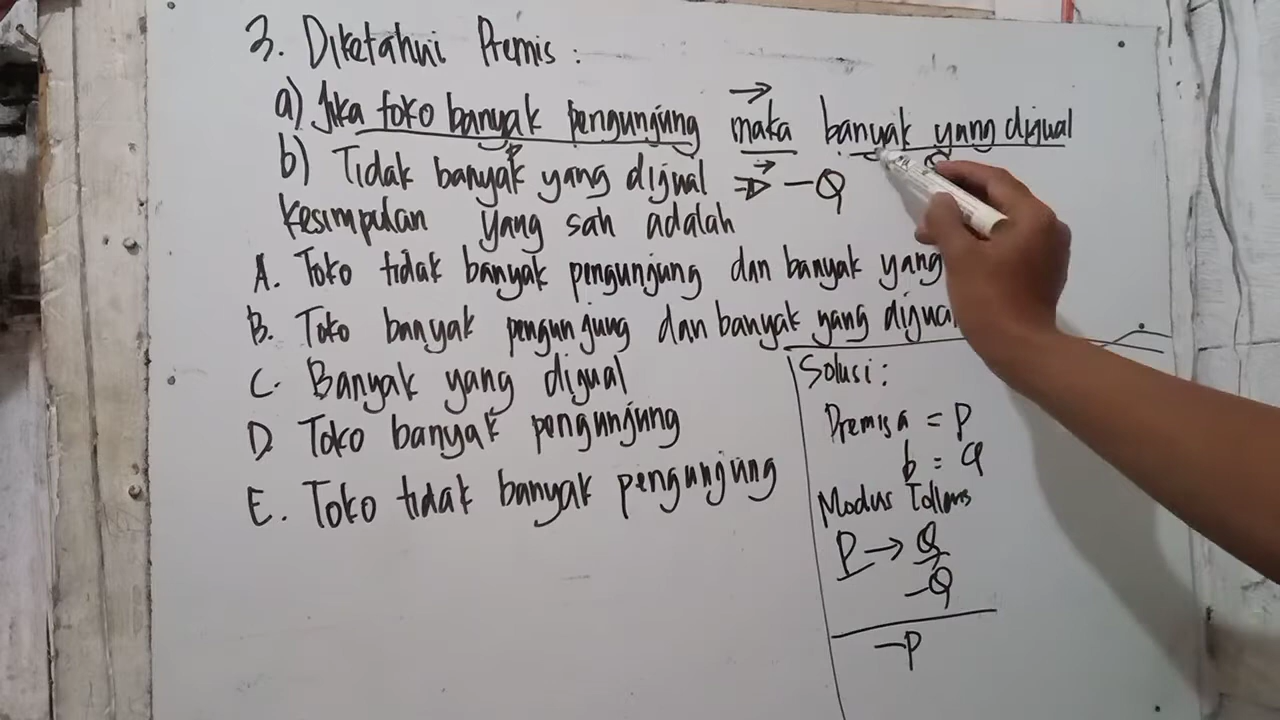 3. Diketahui Premis :
a) Jika toko banyak pengunjung → maka banyak yang dijual
P Q
b) Tidak banyak yang dijual ⇒ → -Q
Kesimpulan yang sah adalah
A. Toko tidak banyak pengunjung dan banyak yang
B. Toko banyak pengunjung dan banyak yang dijual
C. Banyak yang dijual
D. Toko banyak pengunjung
E. Toko tidak banyak pengunjung
Solusi :
Premis a = P
b = Q
Modus Tollens
P → Q
-Q
-P